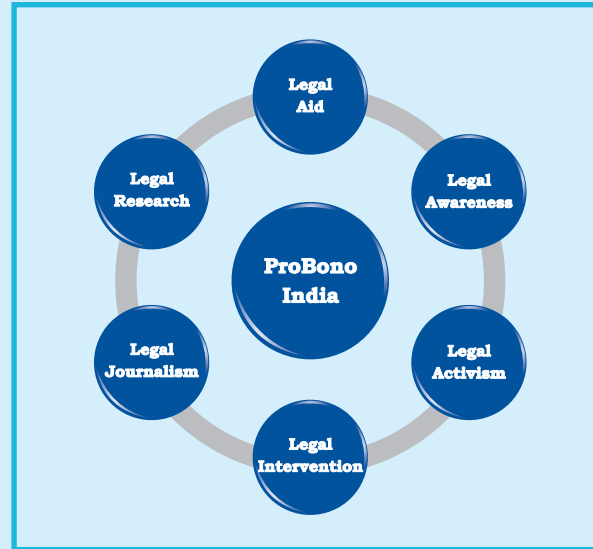 Legal
Aid
Legal
Awareness
Legal
Activism
Legal
Intervention
Legal
Journalism
Legal
Research
ProBono
India